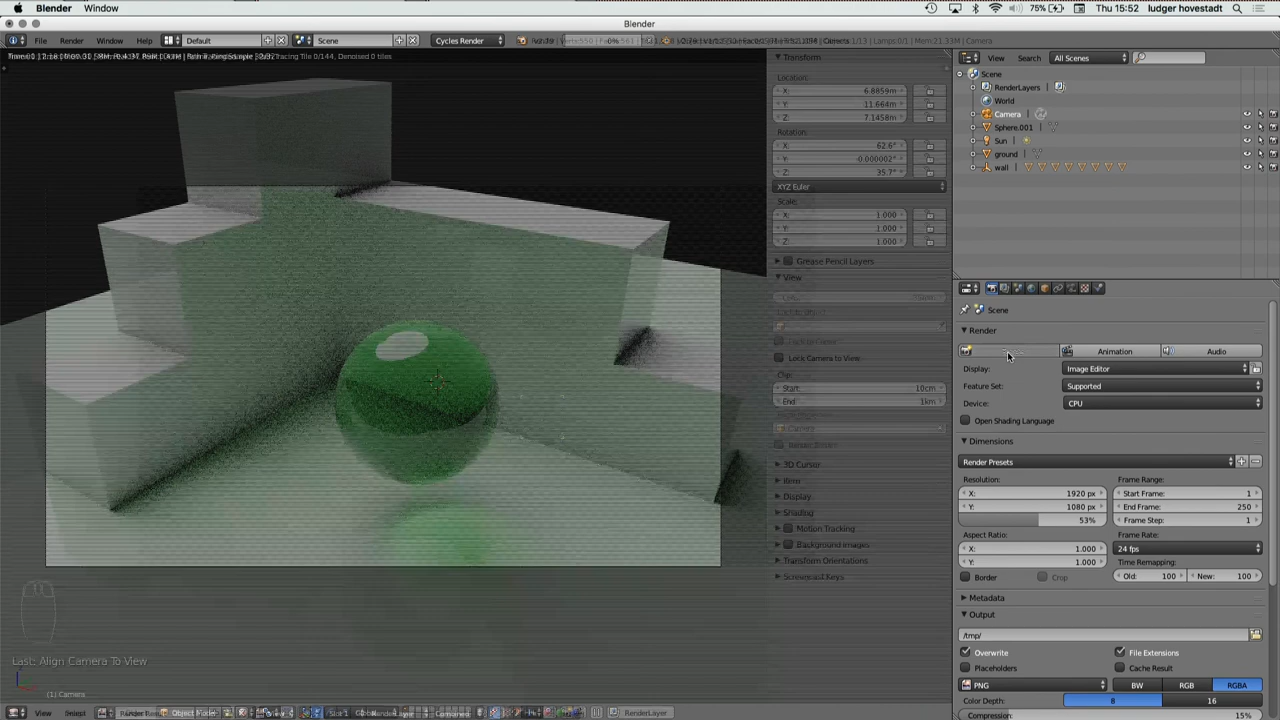 Blender Window 75% Thu 15:52 ludger hovestadt
Blender
File Render Window Help Default Scene Cycles Render
View Search All Scenes
Scene
RenderLayers
World
Camera
Sphere.001
Sun
ground
wall
Transform
Location:
X: 6.8859m
Y: 11.664m
Z: 7.1458m
Rotation:
X: 62.6°
Y: -0.000002°
Z: 35.7°
XYZ Euler
Scale:
X: 1.000
Y: 1.000
Z: 1.000
Grease Pencil Layers
View
Lock Camera to View
Clip:
Start: 10cm
End 1km
3D Cursor
Item
Display
Shading
Motion Tracking
Background Images
Transform Orientations
Screencast Keys
Scene
Render
Animation Audio
Display: Image Editor
Feature Set: Supported
Device: CPU
Open Shading Language
Dimensions
Render Presets
Resolution: Frame Range:
X: 1920 px Start Frame: 1
Y: 1080 px End Frame: 250
53% Frame Step: 1
Aspect Ratio: Frame Rate:
X: 1.000 24 fps
Y: 1.000 Time Remapping:
Border Crop Old: 100 New: 100
Metadata
Output
/tmp/
Overwrite File Extensions
Placeholders Cache Result
PNG BW RGB RGBA
Color Depth: 8 16
Compression: 15%
Last: Align Camera To View
(1) Camera
View Select Object Mode RenderLayer